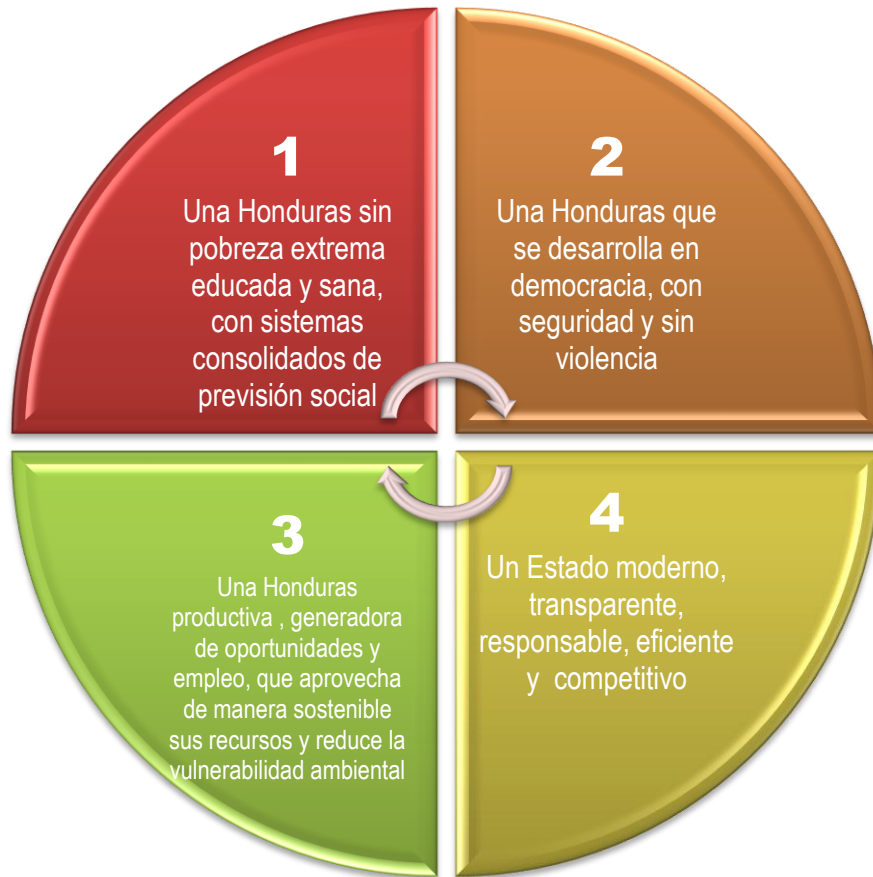 1
Una Honduras sin
pobreza extrema
educada y sana,
con sistemas
consolidados de
previsión social
2
Una Honduras que
se desarrolla en
democracia, con
seguridad y sin
violencia
3
Una Honduras
productiva , generadora
de oportunidades y
empleo, que aprovecha
de manera sostenible
sus recursos y reduce la
vulnerabilidad ambiental
4
Un Estado moderno,
transparente,
responsable, eficiente
y competitivo